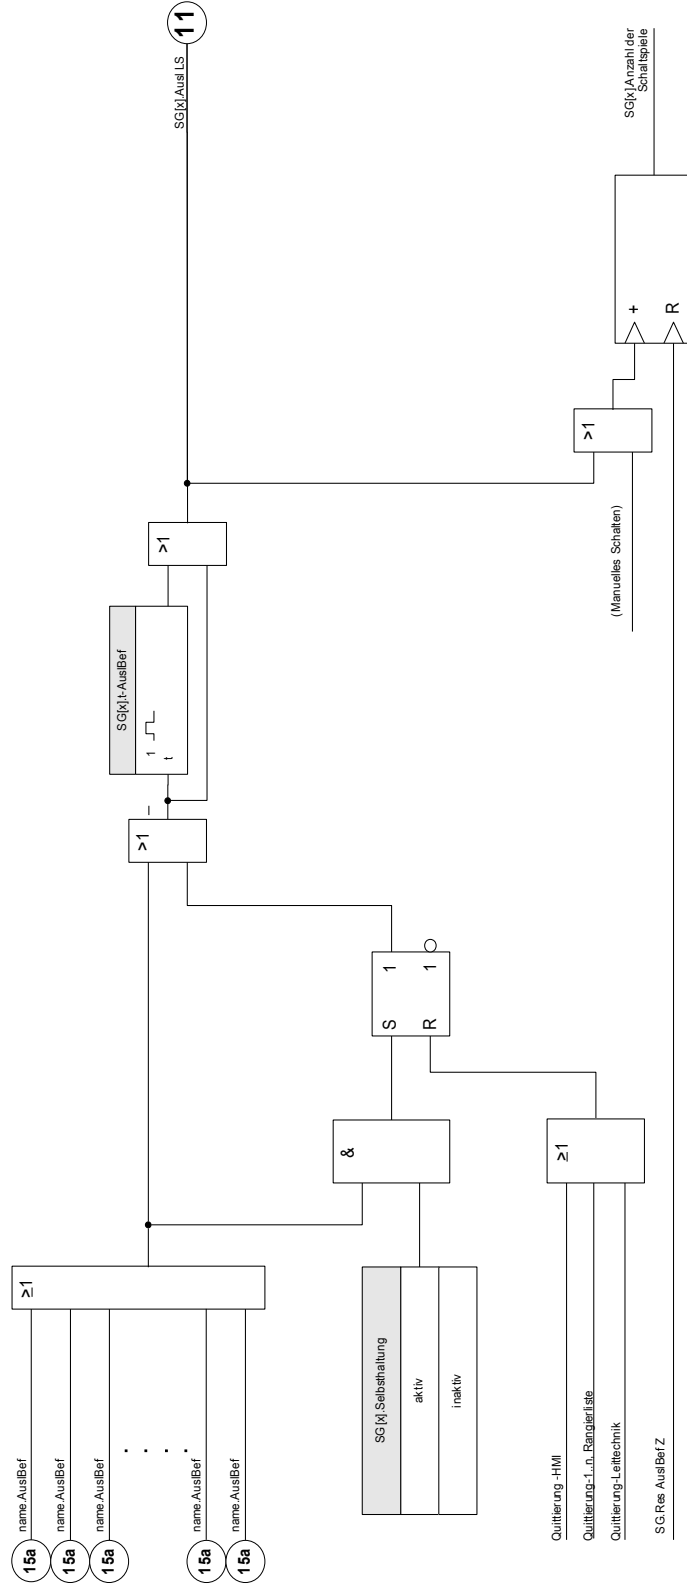 15a
name.AuslBef
15a
name.AuslBef
15a
name.AuslBef
. . . .
15a
name.AuslBef
15a
name.AuslBef
≥1
SG[x].Selbsthaltung
aktiv
inaktiv
&
Quittierung -HMI
Quittierung-1..n, Rangierliste
Quittierung-Leittechnik
≥1
S 1
R 1
>1
SG[x].t-AuslBef
1
t
>1
SG[x].Ausl LS
11
(Manuelles Schalten)
>1
SG.Res AuslBef Z
+
R
SG[x].Anzahl der
Schaltspiele